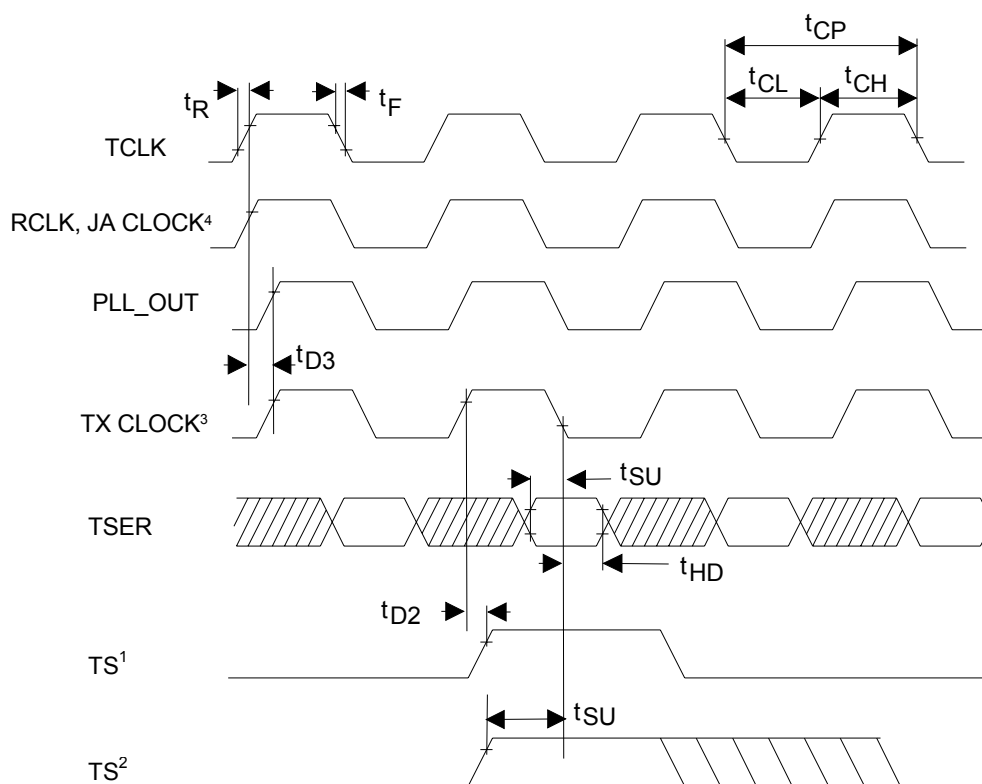 tCP
tCL
tCH
tR
tF
TCLK
RCLK, JA CLOCK⁴
PLL_OUT
tD3
TX CLOCK³
tSU
TSER
tHD
tD2
TS¹
tSU
TS²